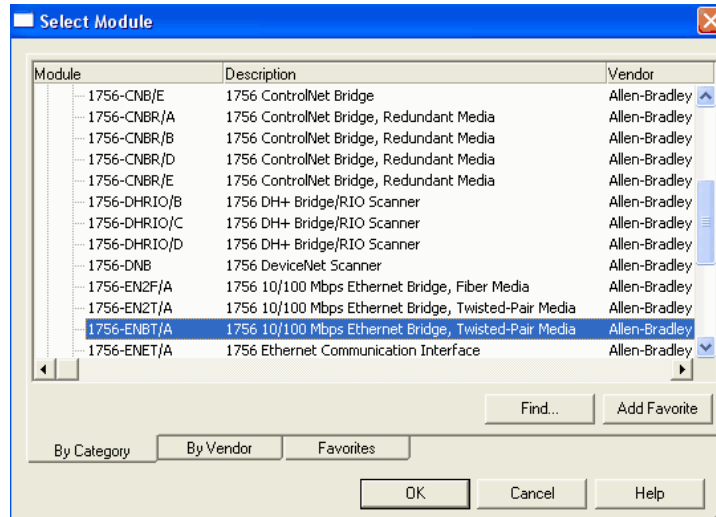 Select Module
Module Description Vendor
1756-CNB/E 1756 ControlNet Bridge Allen-Bradley
1756-CNBR/A 1756 ControlNet Bridge, Redundant Media Allen-Bradley
1756-CNBR/B 1756 ControlNet Bridge, Redundant Media Allen-Bradley
1756-CNBR/D 1756 ControlNet Bridge, Redundant Media Allen-Bradley
1756-CNBR/E 1756 ControlNet Bridge, Redundant Media Allen-Bradley
1756-DHRIO/B 1756 DH+ Bridge/RIO Scanner Allen-Bradley
1756-DHRIO/C 1756 DH+ Bridge/RIO Scanner Allen-Bradley
1756-DHRIO/D 1756 DH+ Bridge/RIO Scanner Allen-Bradley
1756-DNB 1756 DeviceNet Scanner Allen-Bradley
1756-EN2F/A 1756 10/100 Mbps Ethernet Bridge, Fiber Media Allen-Bradley
1756-EN2T/A 1756 10/100 Mbps Ethernet Bridge, Twisted-Pair Media Allen-Bradley
1756-ENBT/A 1756 10/100 Mbps Ethernet Bridge, Twisted-Pair Media Allen-Bradley
1756-ENET/A 1756 Ethernet Communication Interface Allen-Bradley
Find... Add Favorite
By Category By Vendor Favorites
OK Cancel Help